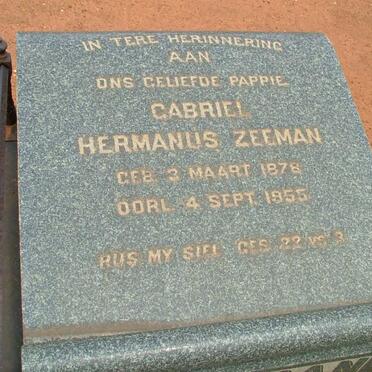 IN TERE HERINNERING
AAN
ONS GELIEFDE PAPPIE
GABRIEL
HERMANUS ZEEMAN
GEB. 3 MAART 1878
OORL. 4 SEPT. 1955
RUS MY SIEL GES. 22 VS 3